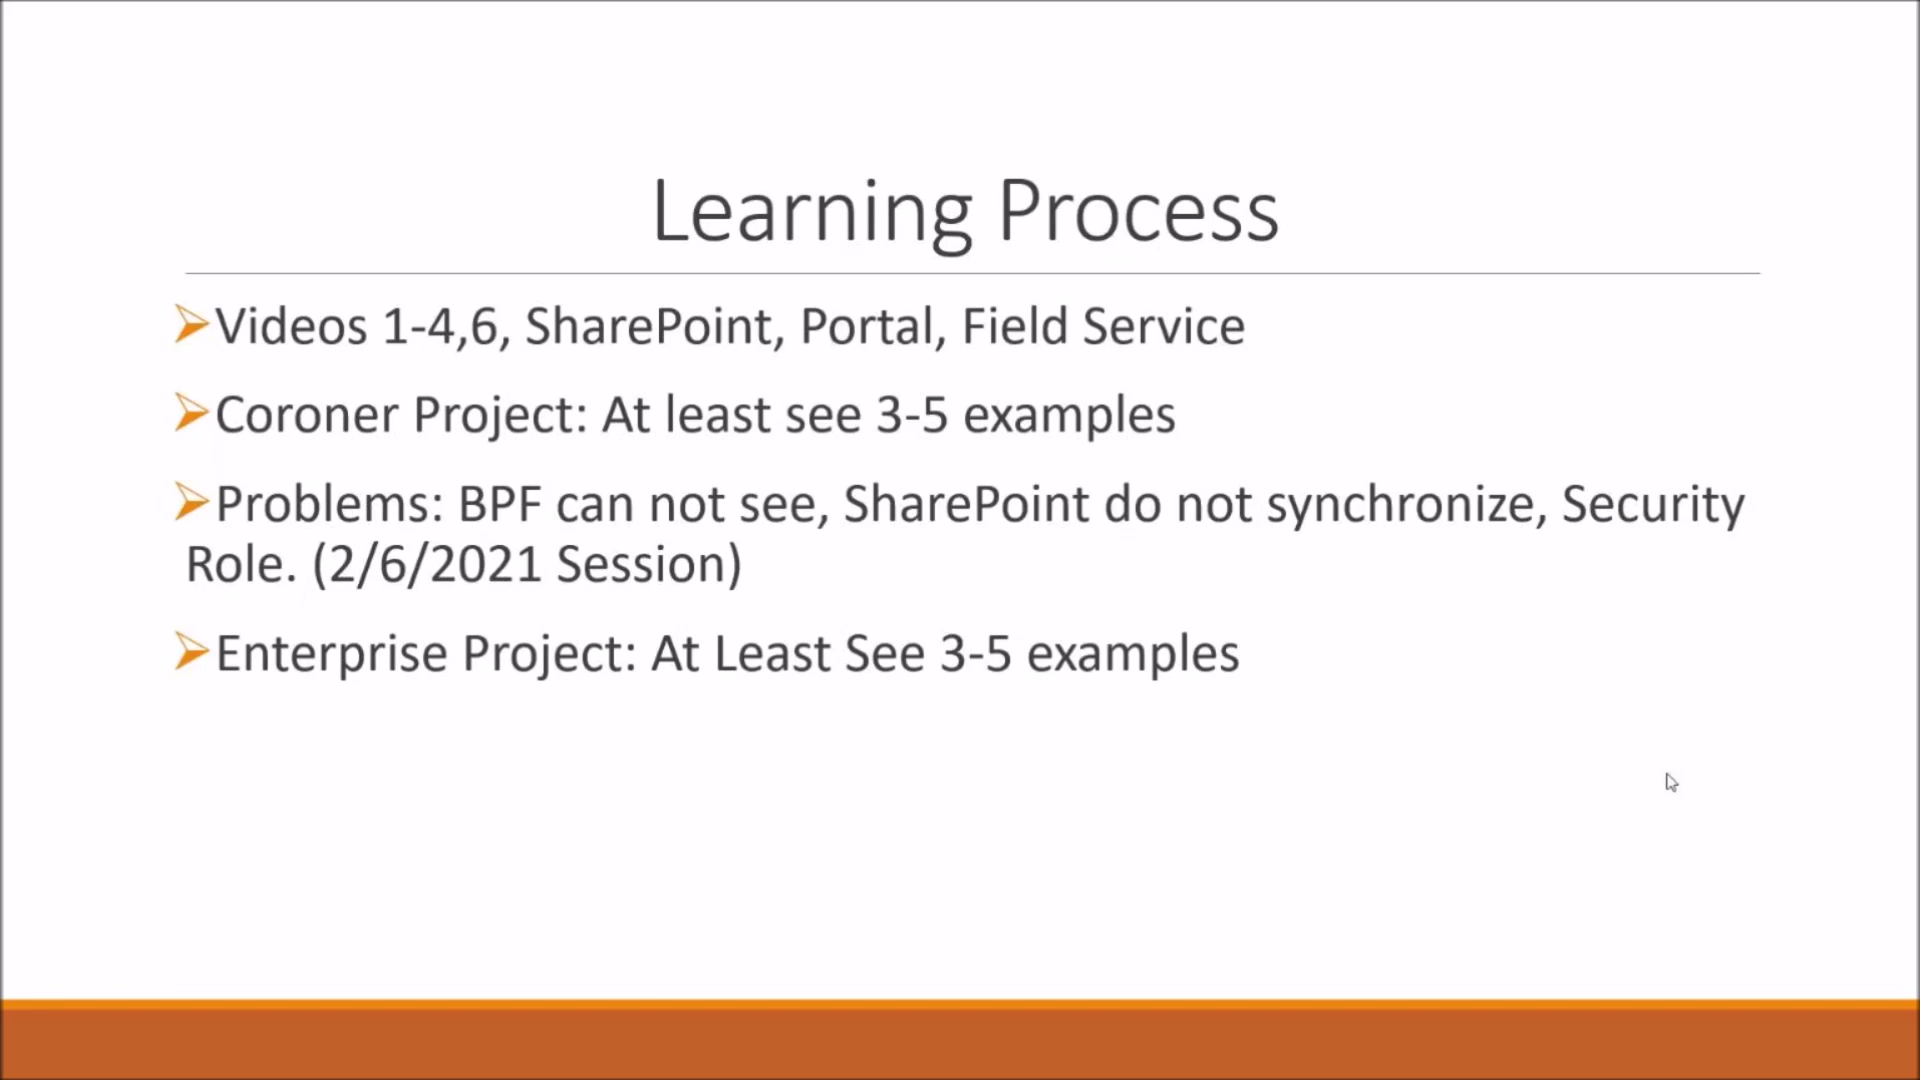 Learning Process
Videos 1-4,6, SharePoint, Portal, Field Service
Coroner Project: At least see 3-5 examples
Problems: BPF can not see, SharePoint do not synchronize, Security
Role. (2/6/2021 Session)
Enterprise Project: At Least See 3-5 examples